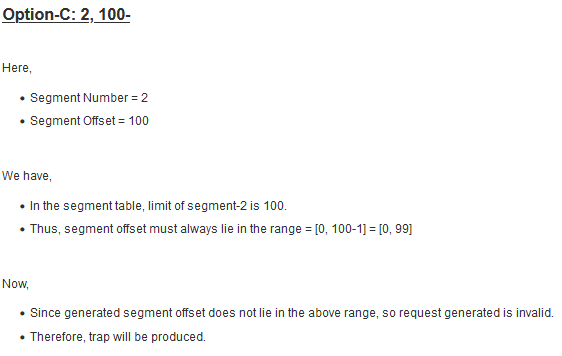 Option-C: 2, 100-
Here,
• Segment Number = 2
• Segment Offset = 100
We have,
• In the segment table, limit of segment-2 is 100.
• Thus, segment offset must always lie in the range = [0, 100-1] = [0, 99]
Now,
• Since generated segment offset does not lie in the above range, so request generated is invalid.
• Therefore, trap will be produced.